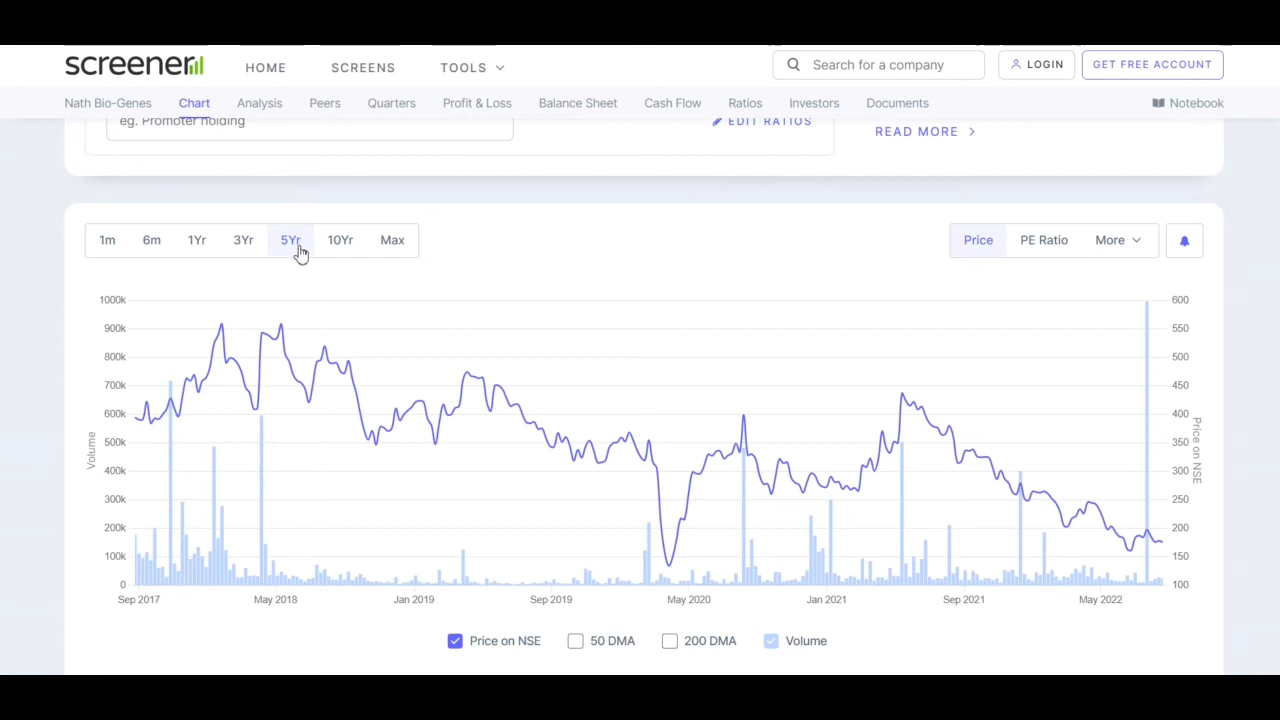 screener
HOME SCREENS TOOLS
Search for a company
LOGIN
GET FREE ACCOUNT
Nath Bio-Genes Chart Analysis Peers Quarters Profit & Loss Balance Sheet Cash Flow Ratios Investors Documents Notebook
eg. Promoter holding
EDIT RATIOS
READ MORE
1m 6m 1Yr 3Yr 5Yr 10Yr Max
Price PE Ratio More
1000k 600
900k 550
800k 500
700k 450
600k 400
500k 350
400k 300
300k 250
200k 200
100k 150
0 100
Volume
Price on NSE
Sep 2017 May 2018 Jan 2019 Sep 2019 May 2020 Jan 2021 Sep 2021 May 2022
Price on NSE 50 DMA 200 DMA Volume